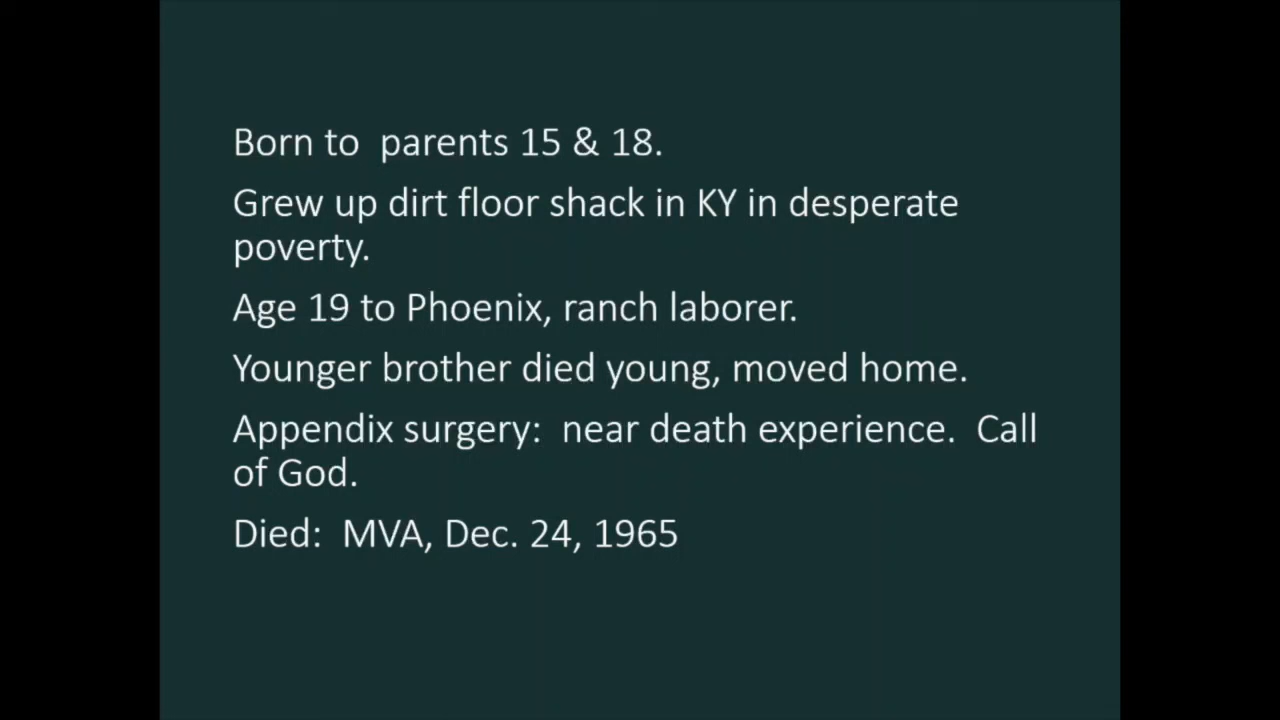 Born to  parents 15 & 18.
Grew up dirt floor shack in KY in desperate
poverty.
Age 19 to Phoenix, ranch laborer.
Younger brother died young, moved home.
Appendix surgery:  near death experience.  Call
of God.
Died:  MVA, Dec. 24, 1965